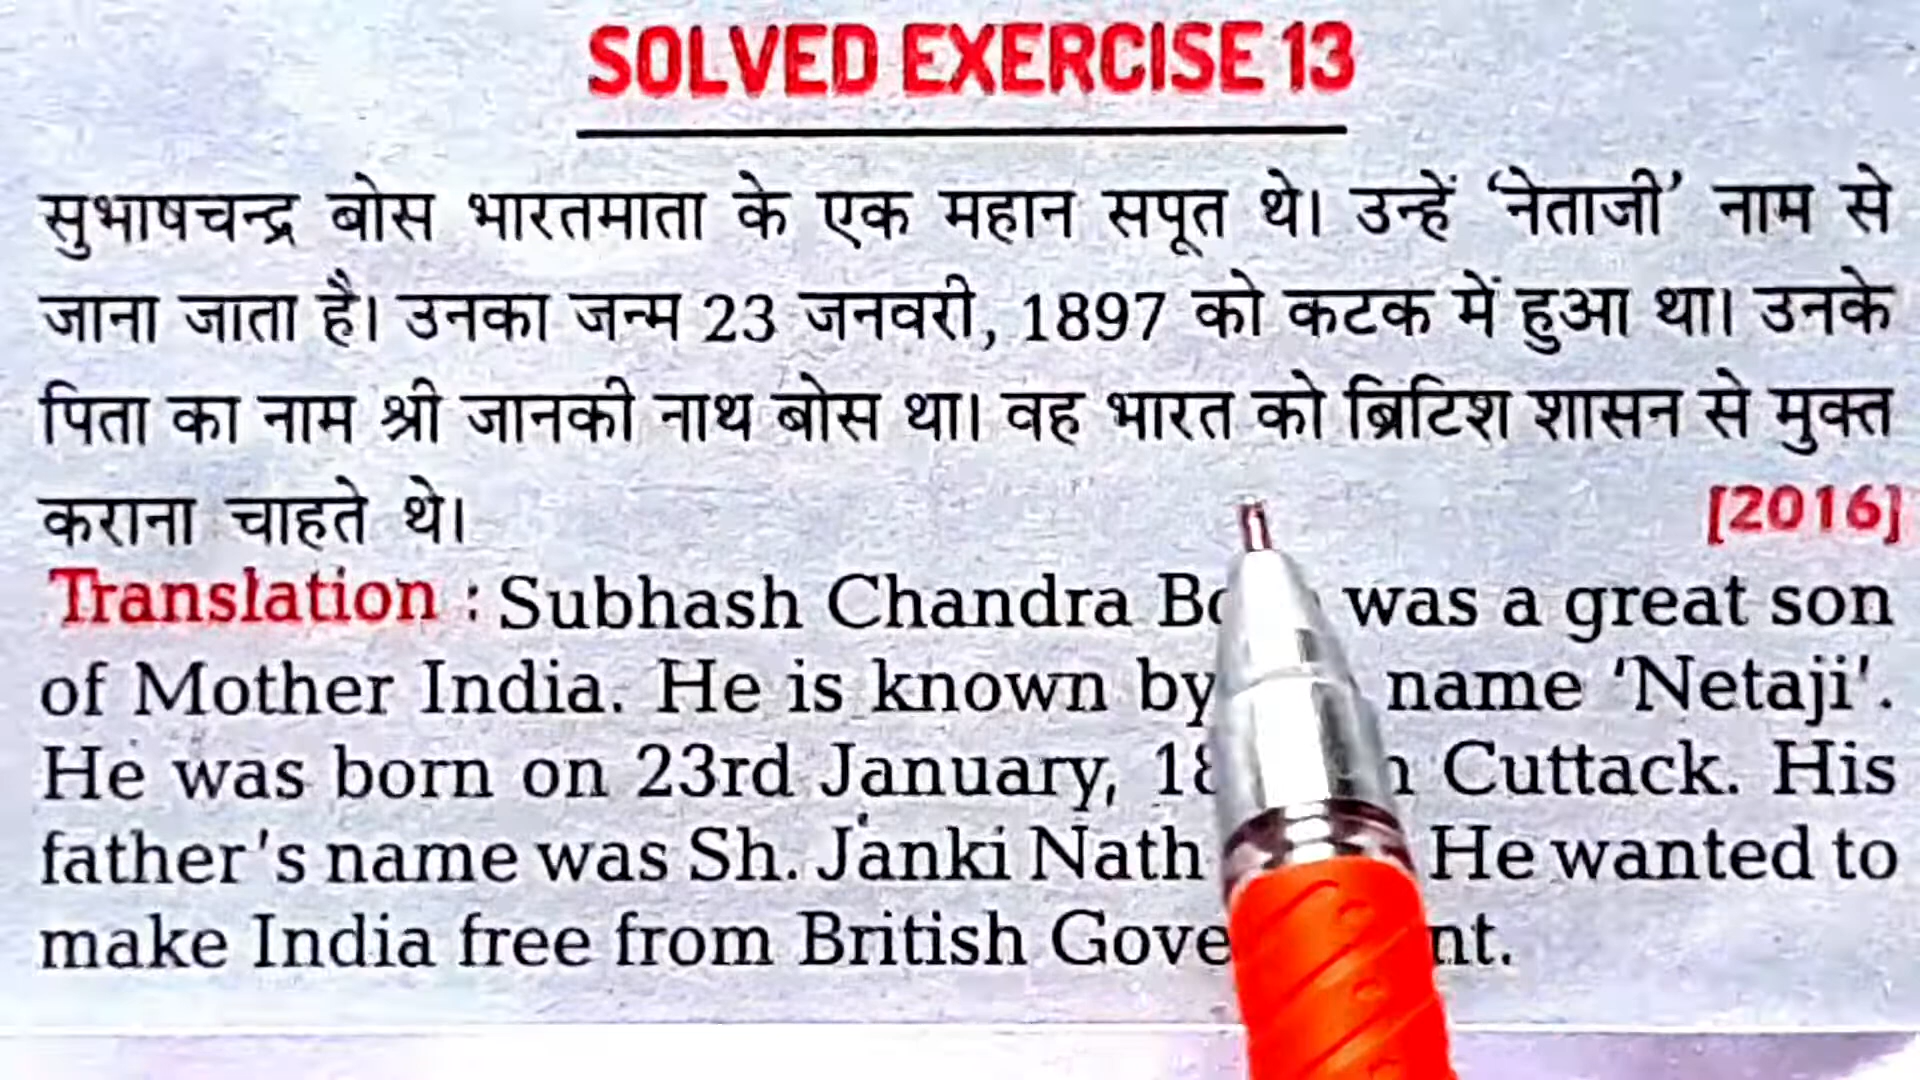 SOLVED EXERCISE 13
सुभाषचन्द्र बोस भारतमाता के एक महान सपूत थे। उन्हें ‘नेताजी’ नाम से
जाना जाता है। उनका जन्म 23 जनवरी, 1897 को कटक में हुआ था। उनके
पिता का नाम श्री जानकी नाथ बोस था। वह भारत को ब्रिटिश शासन से मुक्त
कराना चाहते थे। [2016]
Translation : Subhash Chandra was a great son
of Mother India. He is known by name ‘Netaji’.
He was born on 23rd January, Cuttack. His
father's name was Sh. Janki Nath He wanted to
make India free from British